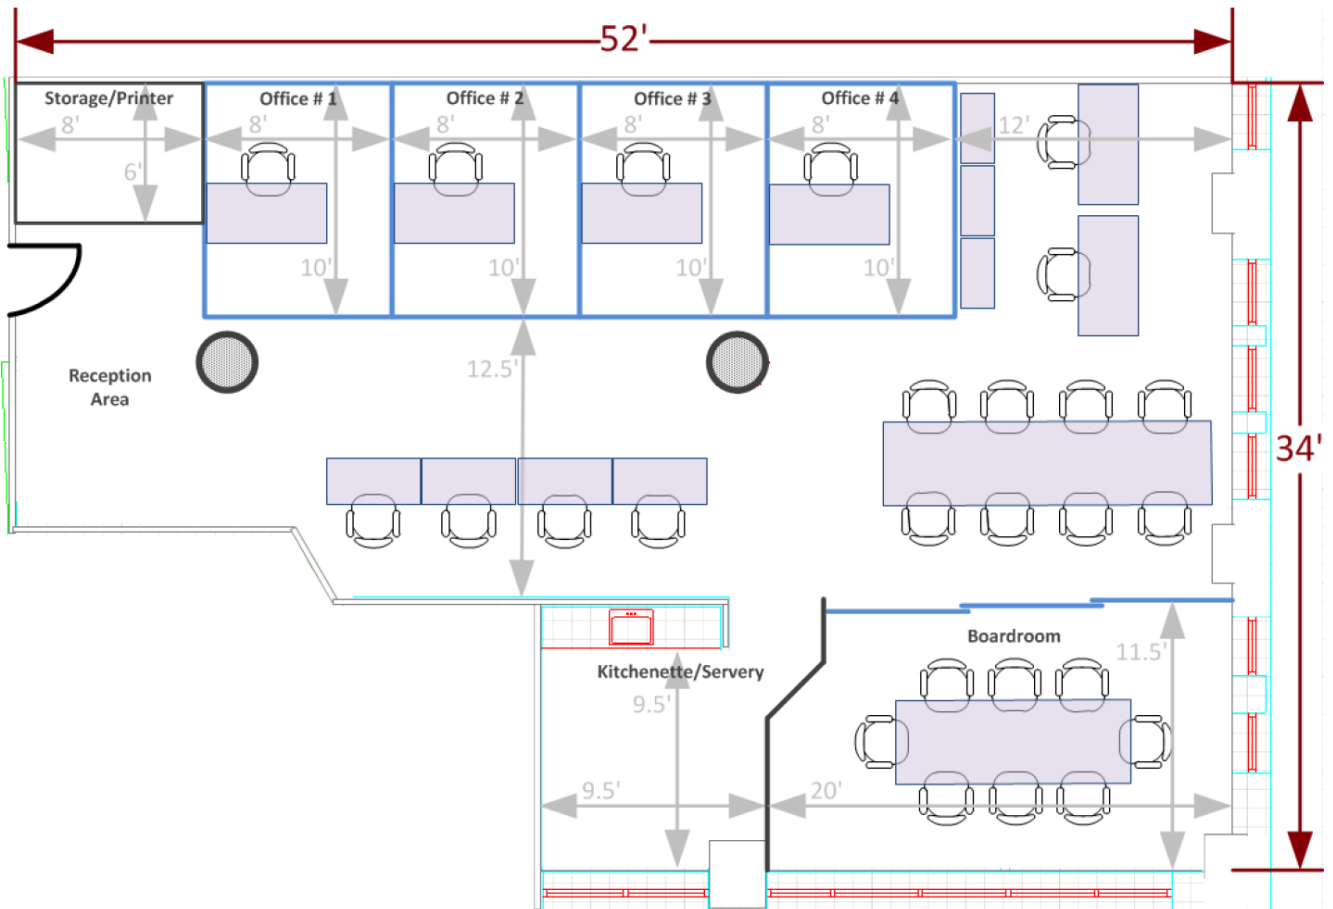 52'
Storage/Printer
Office # 1
Office # 2
Office # 3
Office # 4
8'
8'
8'
8'
8'
12'
6'
10'
10'
10'
10'
Reception
Area
12.5'
34'
Boardroom
Kitchenette/Servery
11.5'
9.5'
9.5'
20'